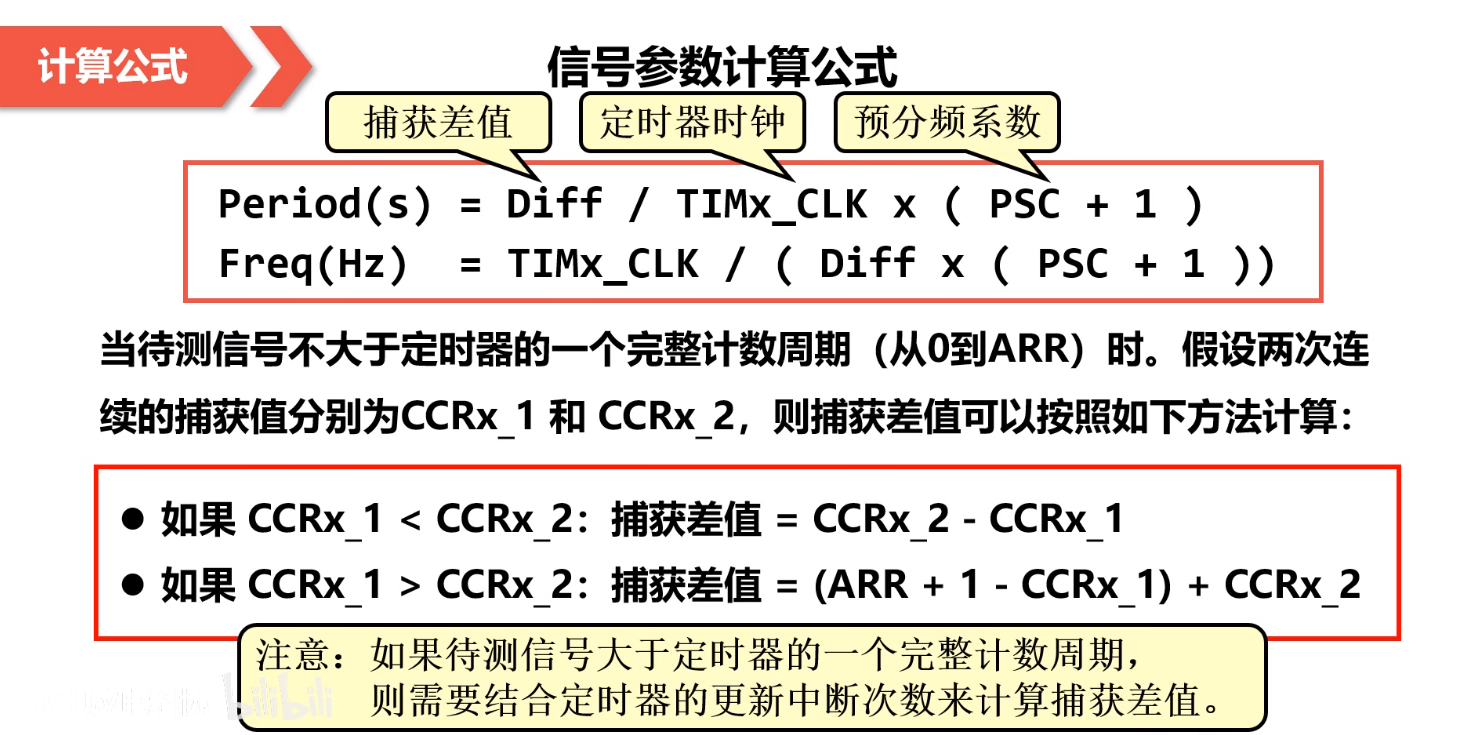 计算公式
信号参数计算公式
捕获差值
定时器时钟
预分频系数
Period(s) = Diff / TIMx_CLK x ( PSC + 1 )
Freq(Hz) = TIMx_CLK / ( Diff x ( PSC + 1 ))
当待测信号不大于定时器的一个完整计数周期（从0到ARR）时。假设两次连
续的捕获值分别为CCRx_1 和 CCRx_2，则捕获差值可以按照如下方法计算：
● 如果 CCRx_1 < CCRx_2：捕获差值 = CCRx_2 - CCRx_1
● 如果 CCRx_1 > CCRx_2：捕获差值 = (ARR + 1 - CCRx_1) + CCRx_2
注意：如果待测信号大于定时器的一个完整计数周期，
则需要结合定时器的更新中断次数来计算捕获差值。
bilibili